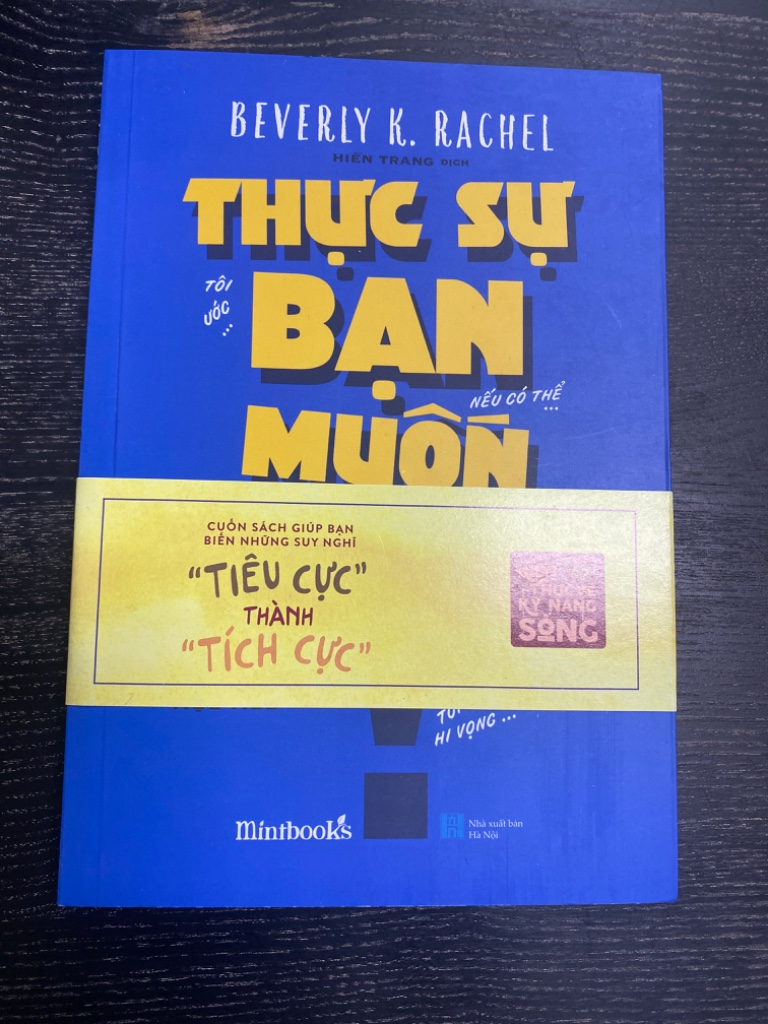 BEVERLY K. RACHEL
HIỀN TRANG DỊCH
THỰC SỰ
TÔI
ƯỚC
...
BẠN
NẾU CÓ THỂ
...
MUỐN
CUỐN SÁCH GIÚP BẠN
BIẾN NHỮNG SUY NGHĨ
“TIÊU CỰC”
THÀNH
“TÍCH CỰC”
KỸ NĂNG
SỐNG
HI VỌNG ...
!
mintbooks
Nhà xuất bản
Hà Nội